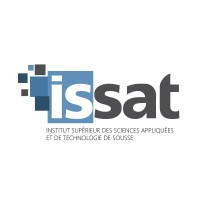 issat
INSTITUT SUPÉRIEUR DES SCIENCES APPLIQUÉES
ET DE TECHNOLOGIE DE SOUSSE